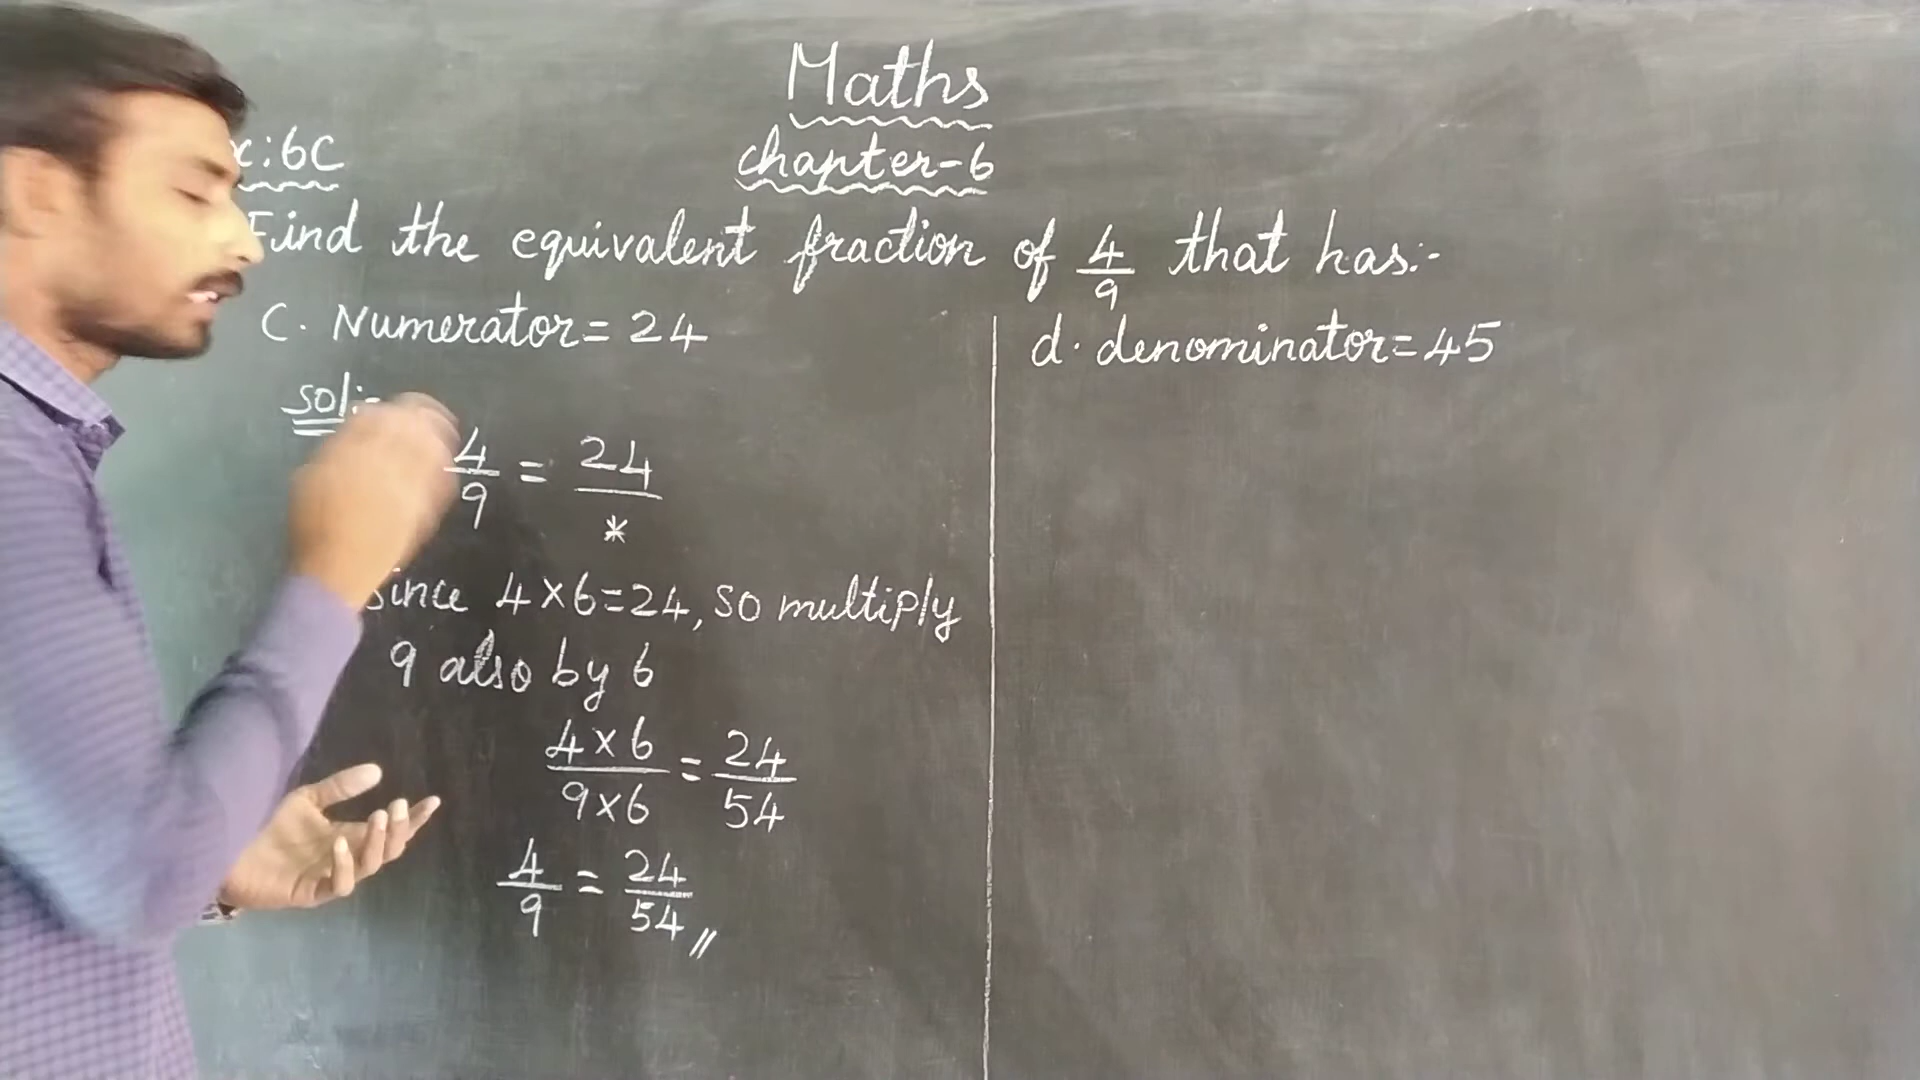 Maths
chapter-6
x:6C
Find the equivalent fraction of 4/9 that has:-
C. Numerator = 24
sol:-
4/9 = 24/*
since 4×6=24, so multiply
9 also by 6
4×6/9×6 = 24/54
4/9 = 24/54 //
d. denominator = 45